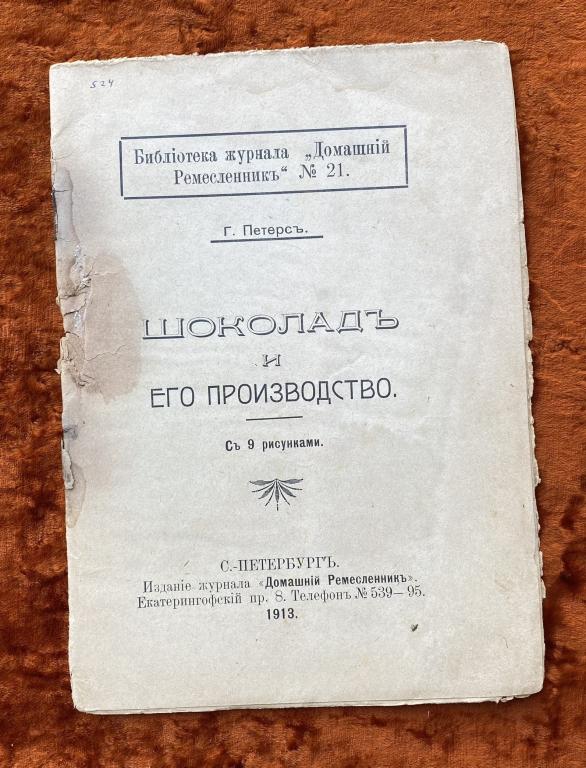 524
Библіотека журнала „Домашній
Ремесленникъ“ № 21.
Г. Петерсъ.
ШОКОЛАДЪ
И
ЕГО ПРОИЗВОДСТВО.
Съ 9 рисунками.
С.-ПЕТЕРБУРГЪ.
Изданіе журнала «Домашній Ремесленникъ».
Екатерингофскій пр. 8. Телефонъ № 539—95.
1913.